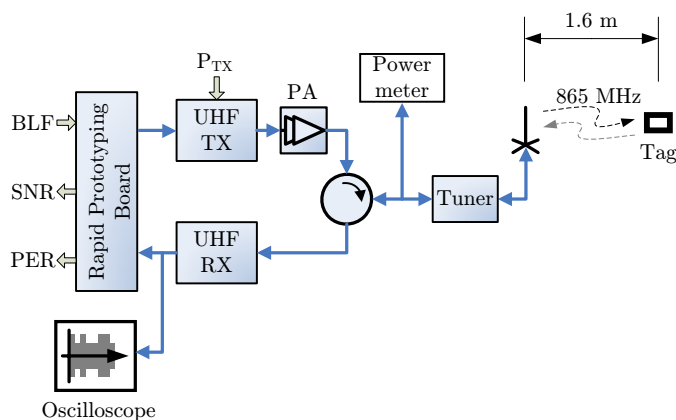 1.6 m
P_TX
PA
Power
meter
865 MHz
BLF
UHF
TX
Tag
Rapid Prototyping
Board
SNR
Tuner
PER
UHF
RX
Oscilloscope